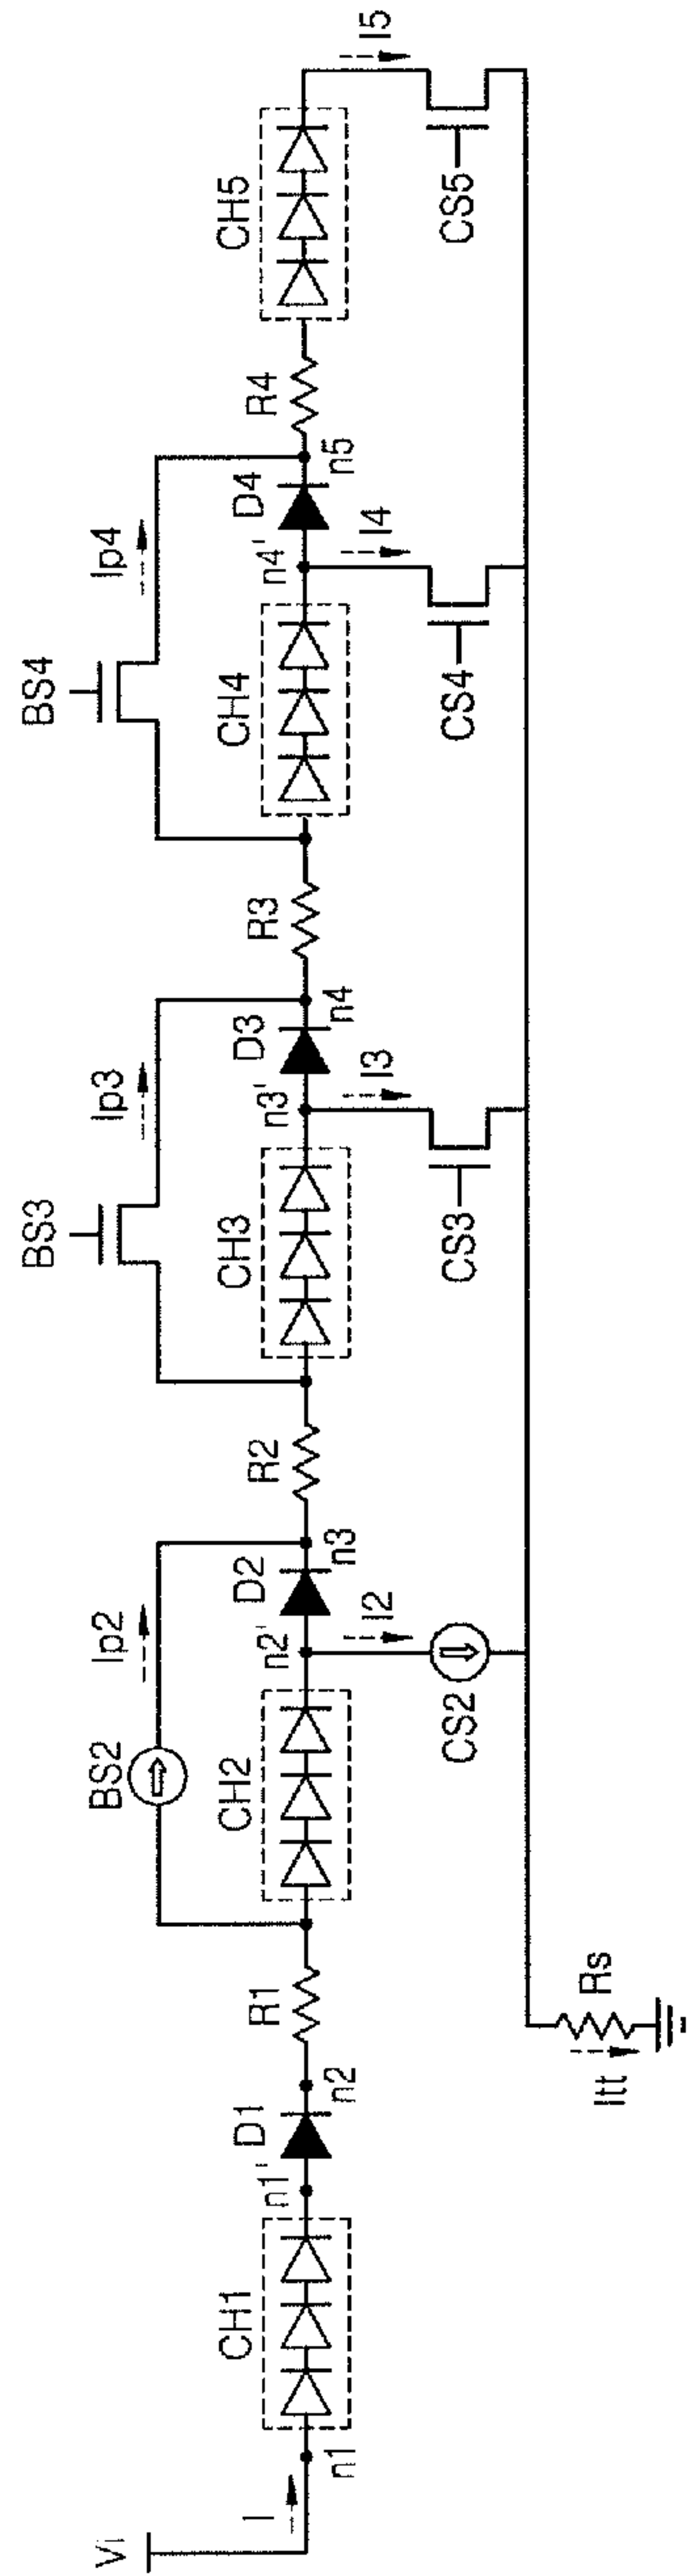 Vi
I
n1
CH1
n1'
D1
n2
R1
BS2
Ip2
CH2
n2'
D2
n3
I2
CS2
R2
BS3
Ip3
CH3
n3'
D3
n4
I3
CS3
R3
BS4
Ip4
CH4
n4'
D4
n5
I4
CS4
R4
CH5
I5
CS5
Itt
Rs